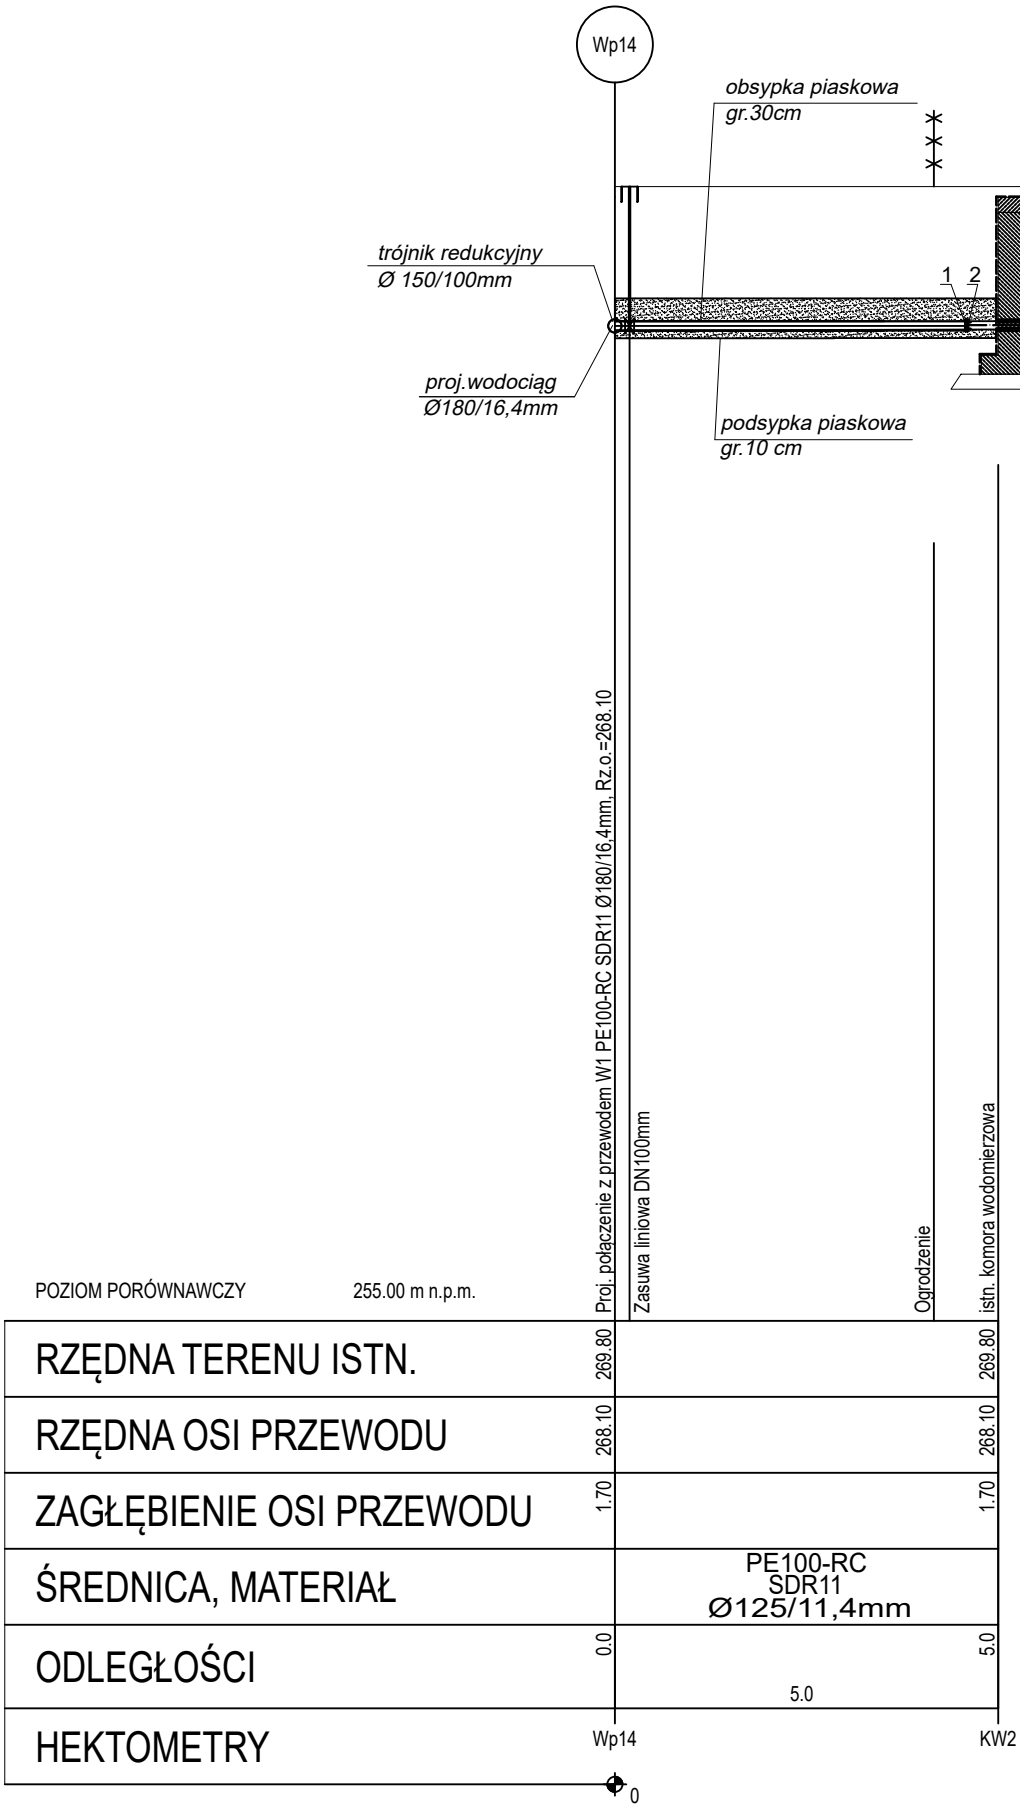 Wp14
obsypka piaskowa
gr.30cm
trójnik redukcyjny
Ø 150/100mm
1 2
proj.wodociąg
Ø180/16,4mm
podsypka piaskowa
gr.10 cm
Proj. połączenie z przewodem W1 PE100-RC SDR11 Ø180/16,4mm, Rz.o.=268.10
Zasuwa liniowa DN100mm
Ogrodzenie
istn. komora wodomierzowa
POZIOM PORÓWNAWCZY 255.00 m n.p.m.
RZĘDNA TERENU ISTN. 269.80 269.80
RZĘDNA OSI PRZEWODU 268.10 268.10
ZAGŁĘBIENIE OSI PRZEWODU 1.70 1.70
ŚREDNICA, MATERIAŁ
PE100-RC
SDR11
Ø125/11,4mm
ODLEGŁOŚCI 0.0 5.0
5.0
HEKTOMETRY
Wp14 KW2
0